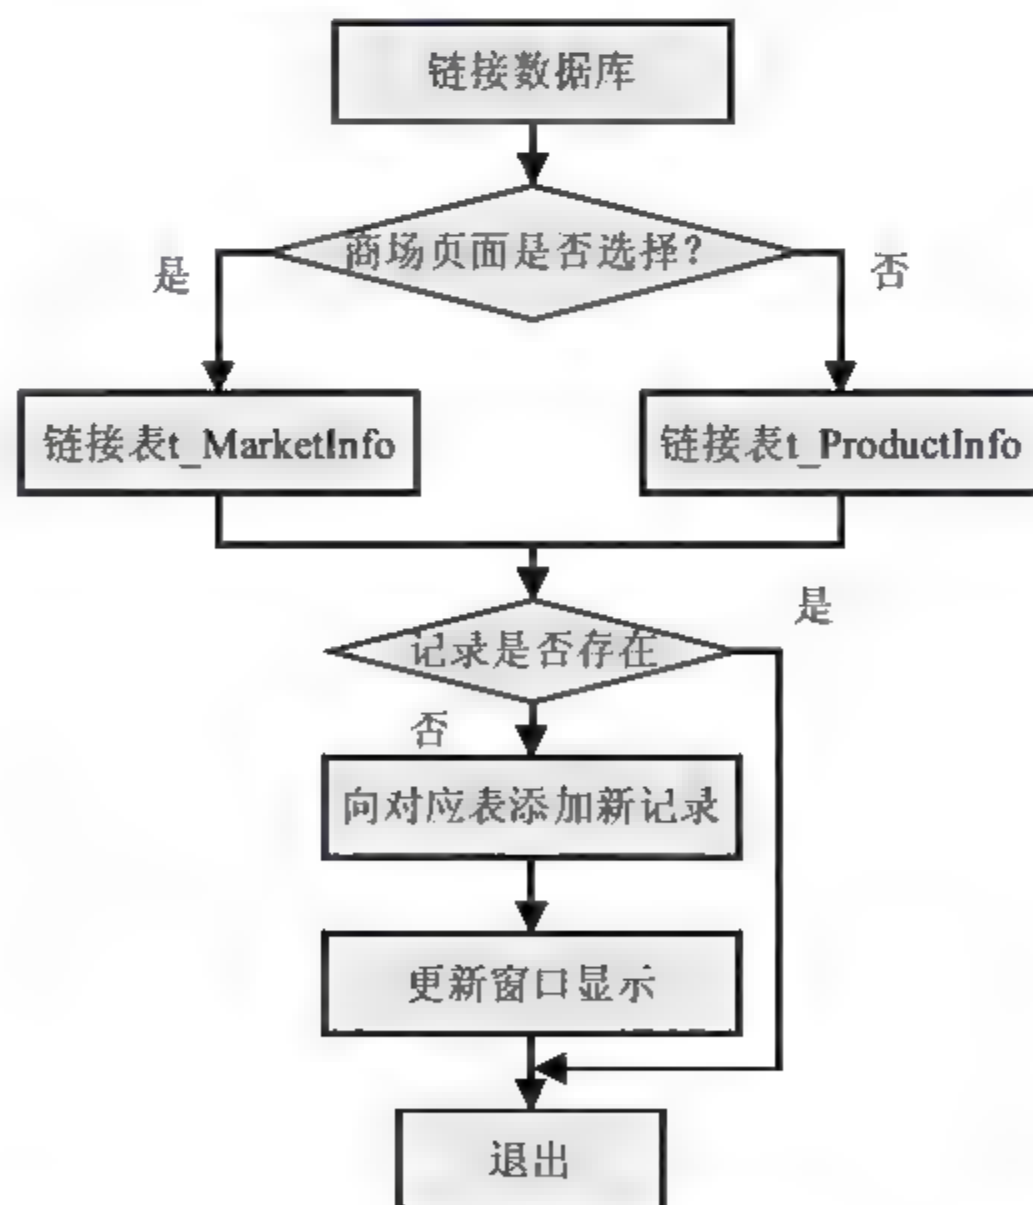 链接数据库
商场页面是否选择?
是
否
链接表t_MarketInfo
链接表t_ProductInfo
是
记录是否存在
否
向对应表添加新记录
更新窗口显示
退出